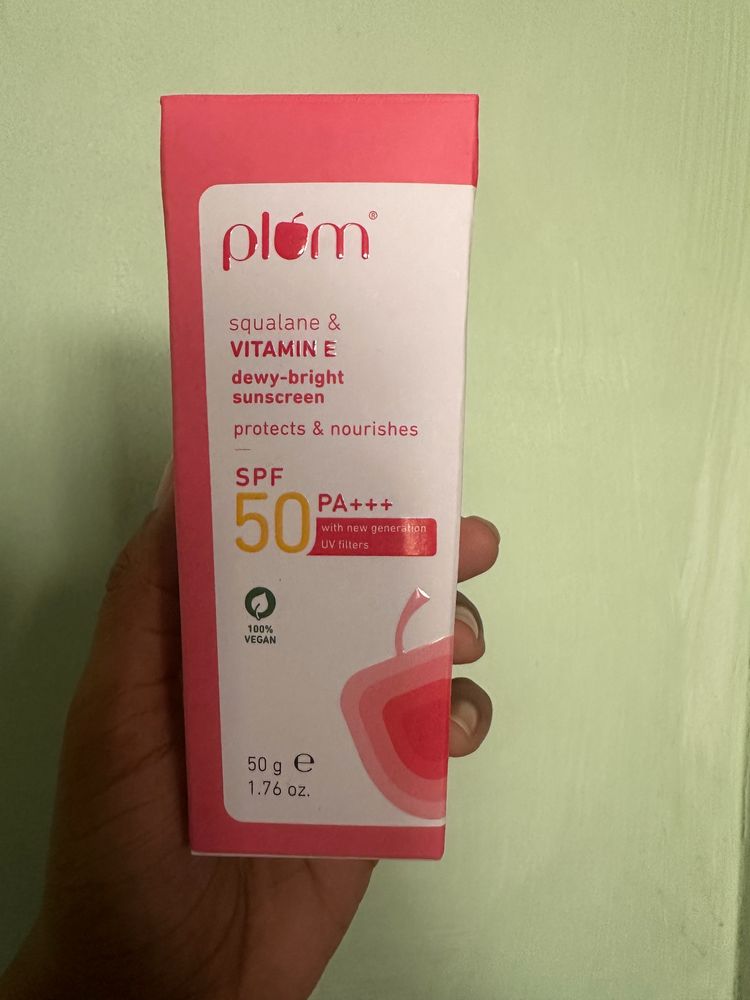 plum®
squalane &
VITAMIN E
dewy-bright
sunscreen
protects & nourishes
SPF
50 PA+++
with new generation
UV filters
100%
VEGAN
50 g ℮
1.76 oz.